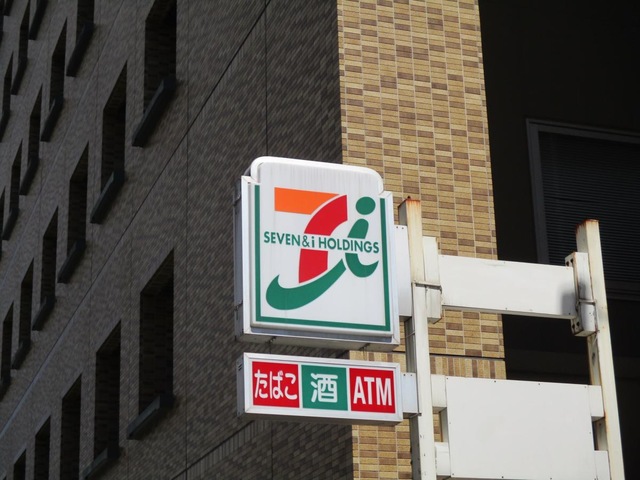 SEVEN&i HOLDINGS
たばこ 酒 ATM